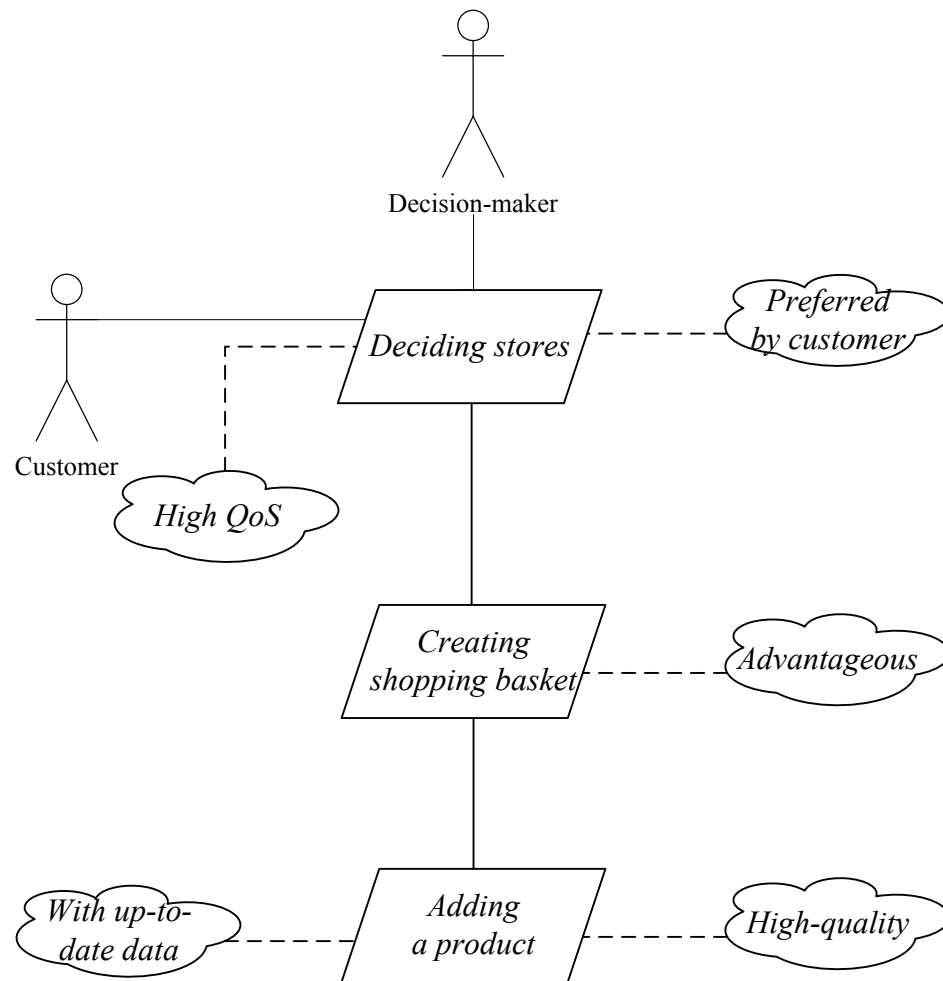 Decision-maker
Preferred
by customer
Deciding stores
Customer
High QoS
Creating
shopping basket
Advantageous
With up-to-
date data
Adding
a product
High-quality